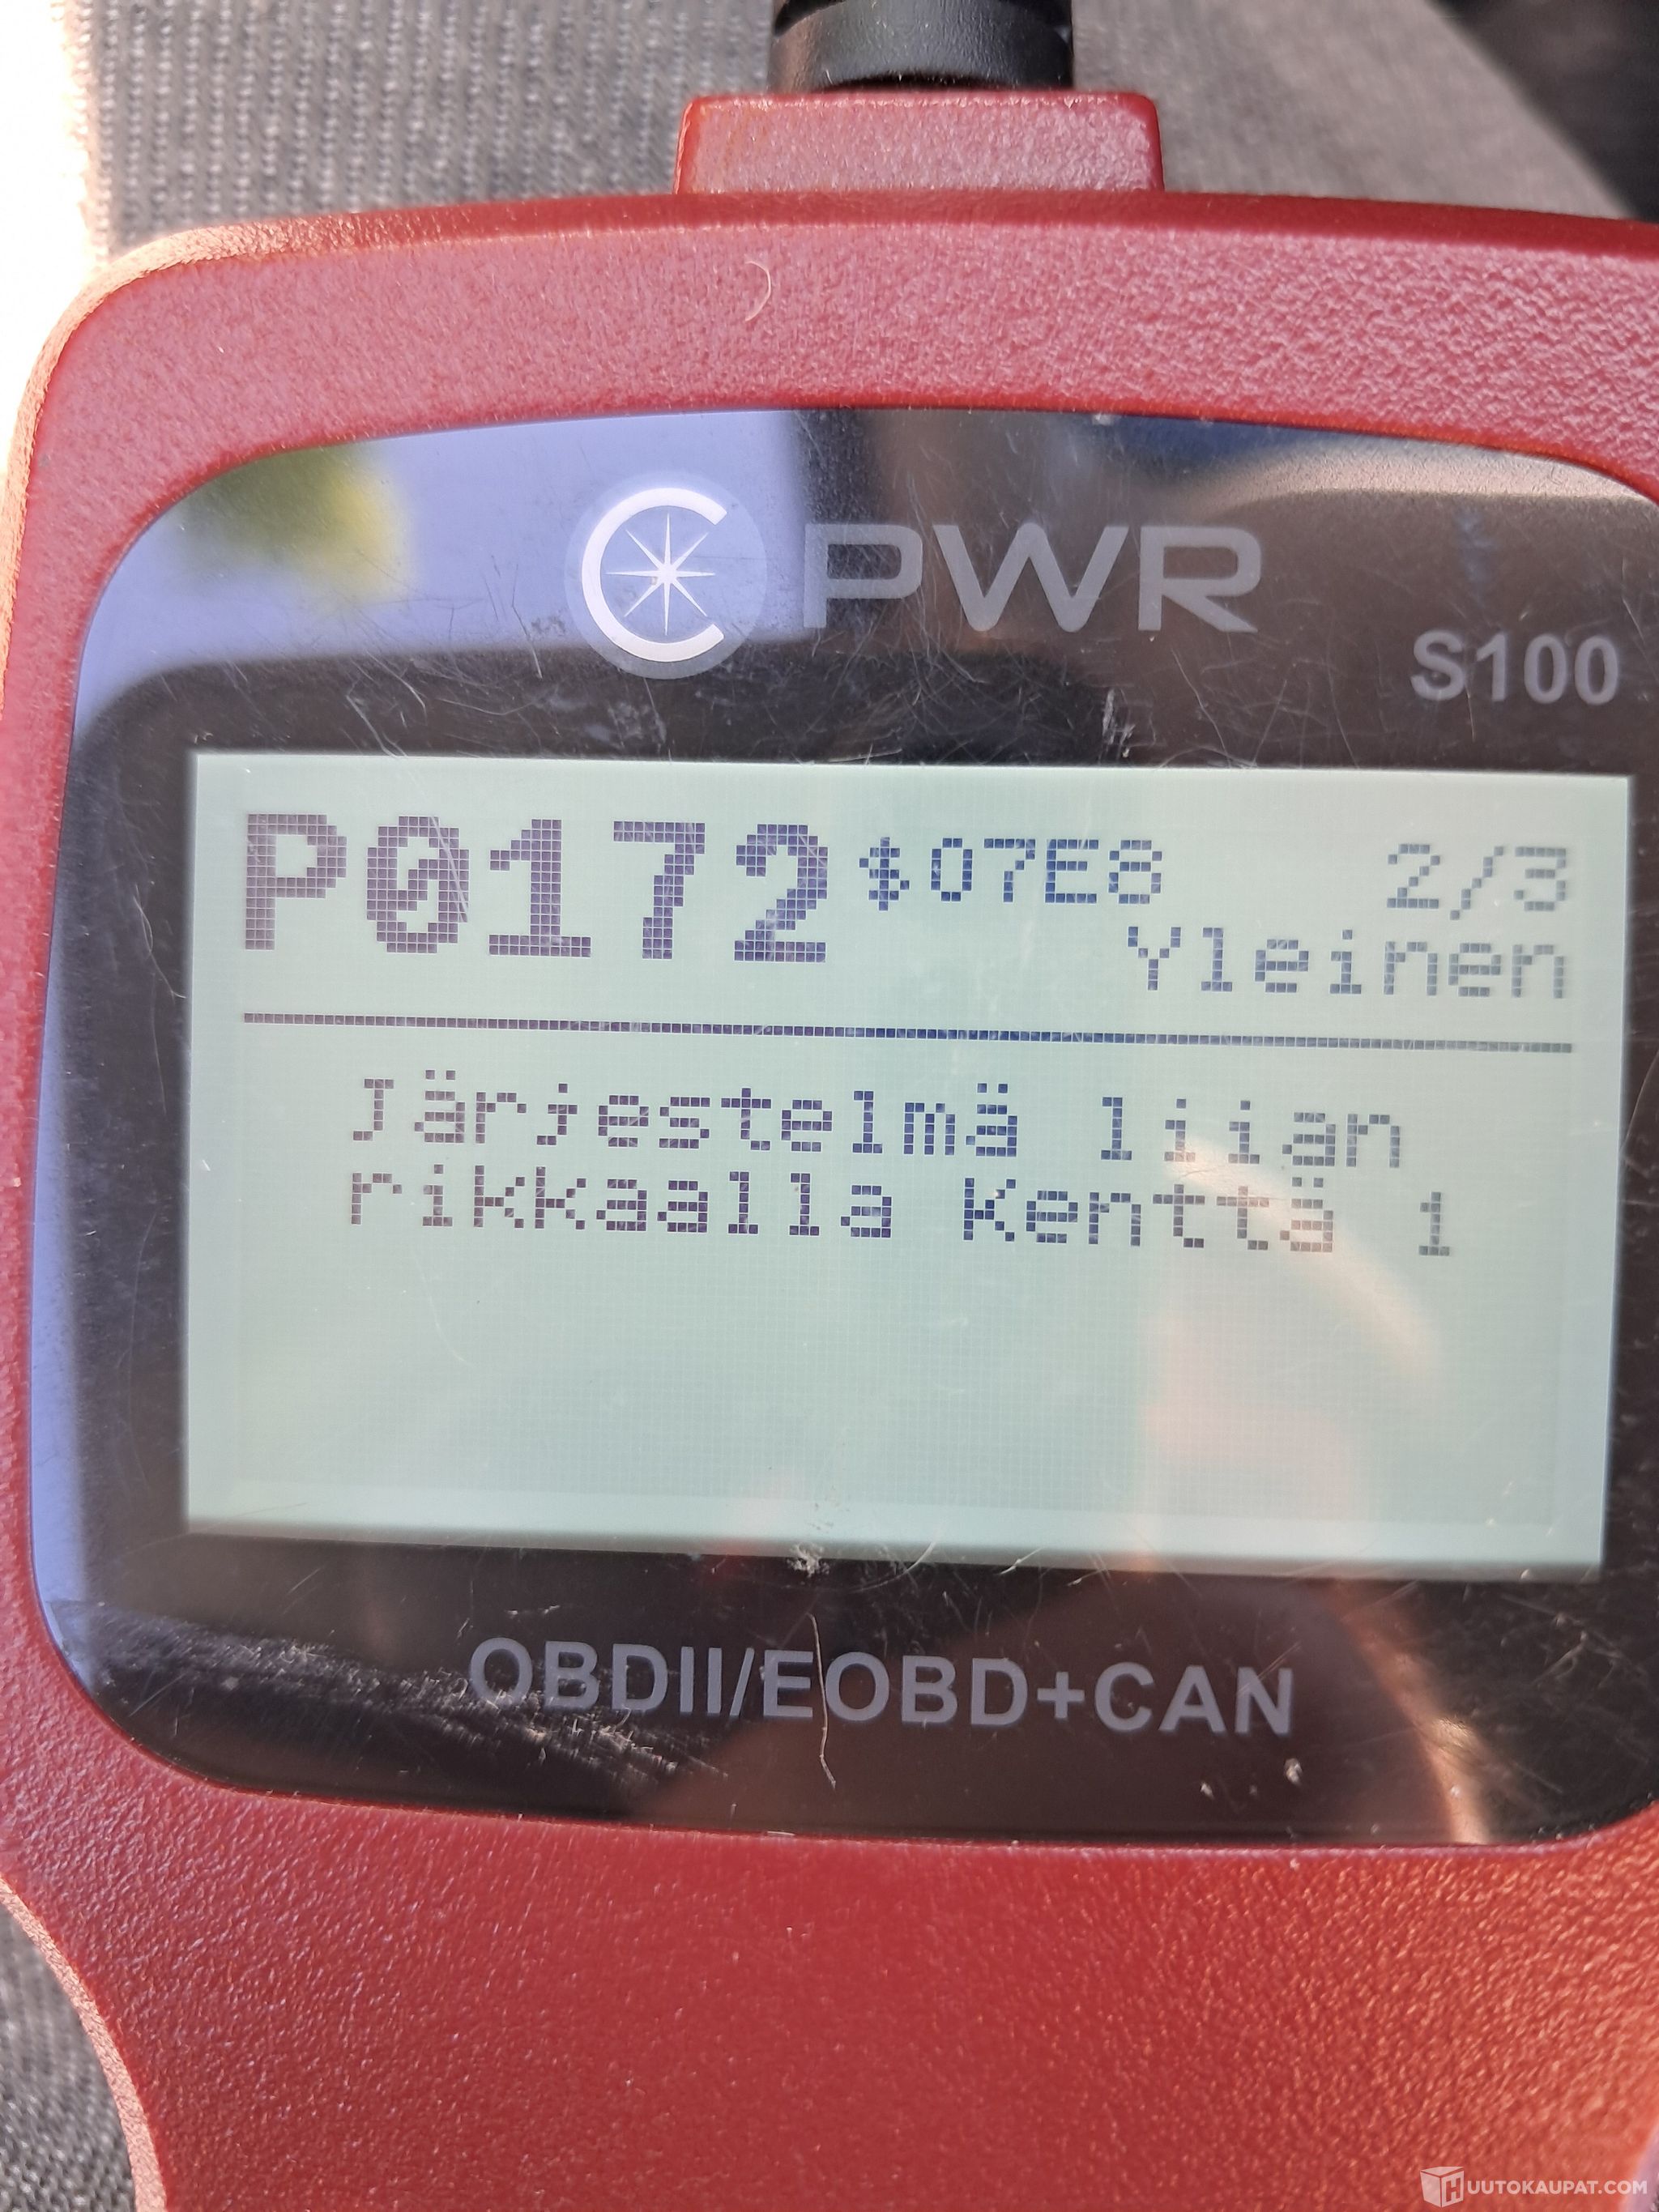 PWR
S100
P0172 $07E8 2/3
Yleinen
Järjestelmä liian
rikkaalla Kenttä 1
OBDII/EOBD+CAN
HUUTOKAUPAT.COM